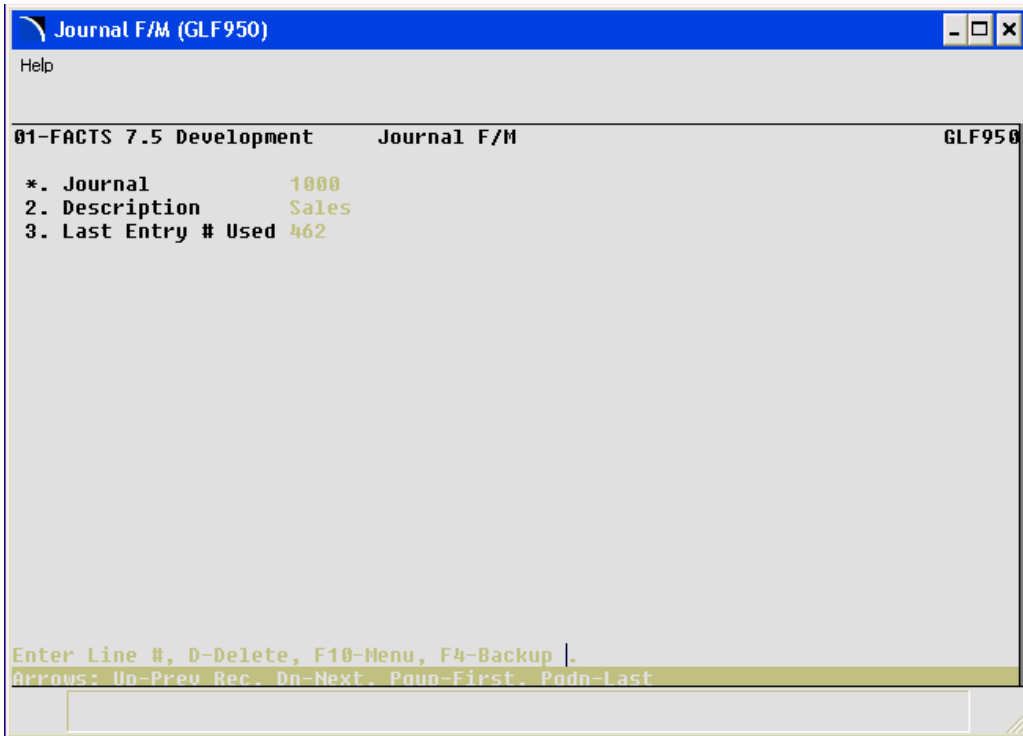 Journal F/M (GLF950)
Help
01-FACTS 7.5 Development Journal F/M GLF950
*. Journal 1000
2. Description Sales
3. Last Entry # Used 462
Enter Line #, D-Delete, F10-Menu, F4-Backup .
Arrows: Up-Prev Rec, Dn-Next, Pgup-First, Pgdn-Last